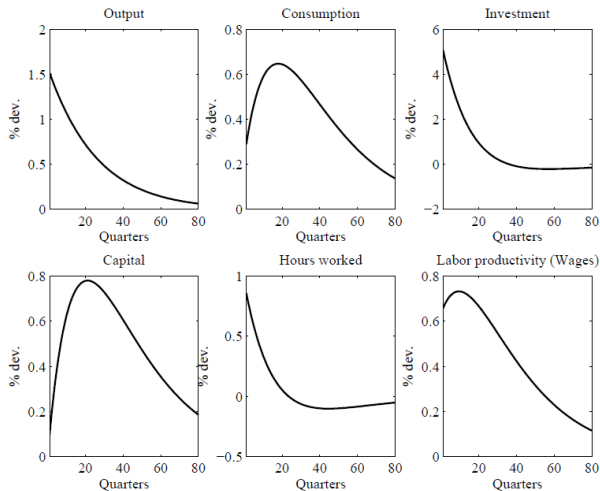 Output
Consumption
Investment
2
1.5
1
0.5
0
% dev.
20 40 60 80
Quarters
0.8
0.6
0.4
0.2
0
% dev.
20 40 60 80
Quarters
6
4
2
0
−2
% dev.
20 40 60 80
Quarters
Capital
Hours worked
Labor productivity (Wages)
0.8
0.6
0.4
0.2
0
% dev.
20 40 60 80
Quarters
1
0.5
0
−0.5
% dev.
20 40 60 80
Quarters
0.8
0.6
0.4
0.2
0
% dev.
20 40 60 80
Quarters